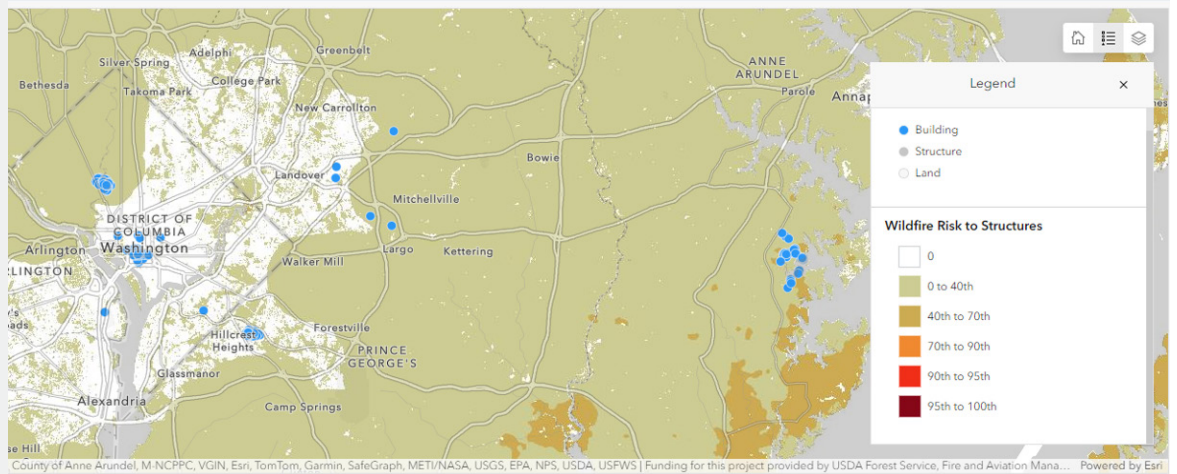 Adelphi
Greenbelt
Silver Spring
ANNE
ARUNDEL
Bethesda
Takoma Park
College Park
Parole
Annap
New Carrollton
Bowie
Landover
Mitchellville
DISTRICT OF
COLUMBIA
Arlington
Washington
Largo
Kettering
RLINGTON
Walker Mill
Forestville
Hillcrest
Heights
PRINCE
GEORGE'S
Glassmanor
Alexandria
Camp Springs
se Hill
Legend
×
Building
Structure
Land
Wildfire Risk to Structures
0
0 to 40th
40th to 70th
70th to 90th
90th to 95th
95th to 100th
County of Anne Arundel, M-NCPPC, VGIN, Esri, TomTom, Garmin, SafeGraph, METI/NASA, USGS, EPA, NPS, USDA, USFWS | Funding for this project provided by USDA Forest Service, Fire and Aviation Mana... Powered by Esri